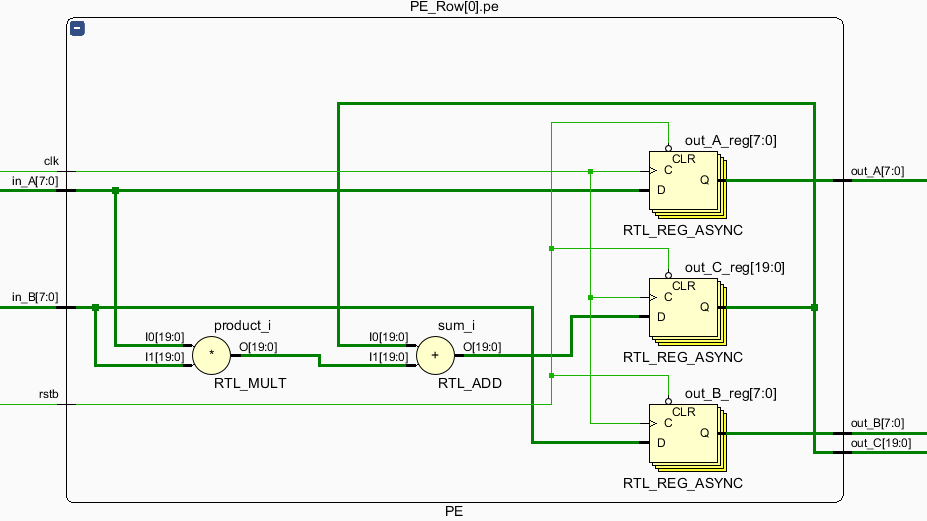 PE_Row[0].pe
clk
in_A[7:0]
in_B[7:0]
rstb
I0[19:0]
I1[19:0]
product_i
*
O[19:0]
RTL_MULT
I0[19:0]
I1[19:0]
sum_i
+
O[19:0]
RTL_ADD
out_A_reg[7:0]
CLR
C
Q
D
RTL_REG_ASYNC
out_C_reg[19:0]
CLR
C
Q
D
RTL_REG_ASYNC
out_B_reg[7:0]
CLR
C
Q
D
RTL_REG_ASYNC
out_A[7:0]
out_B[7:0]
out_C[19:0]
PE